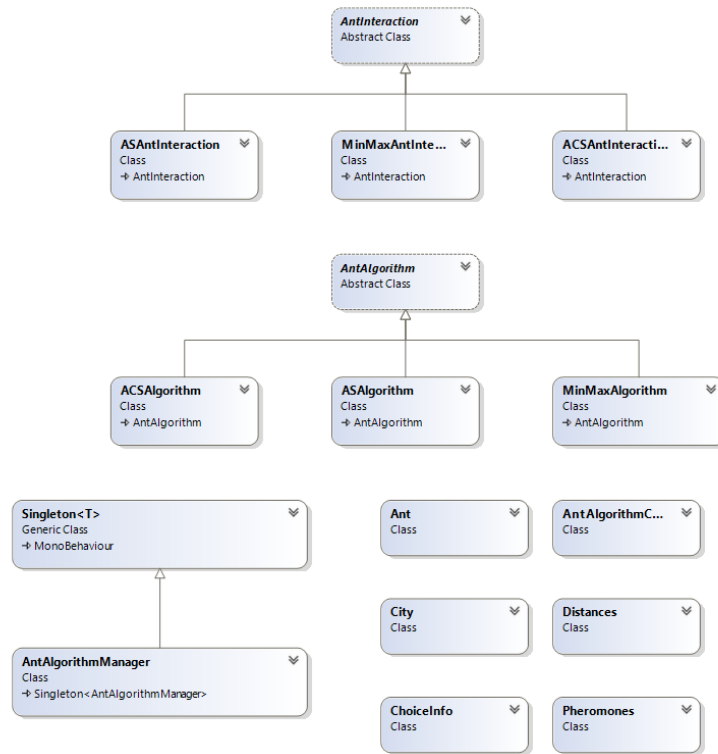 AntInteraction
Abstract Class
ASAntInteraction
Class
AntInteraction
MinMaxAntInte...
Class
AntInteraction
ACSAntInteracti...
Class
AntInteraction
AntAlgorithm
Abstract Class
ACSAlgorithm
Class
AntAlgorithm
ASAlgorithm
Class
AntAlgorithm
MinMaxAlgorithm
Class
AntAlgorithm
Singleton<T>
Generic Class
MonoBehaviour
Ant
Class
AntAlgorithmC...
Class
City
Class
Distances
Class
AntAlgorithmManager
Class
Singleton<AntAlgorithmManager>
ChoiceInfo
Class
Pheromones
Class